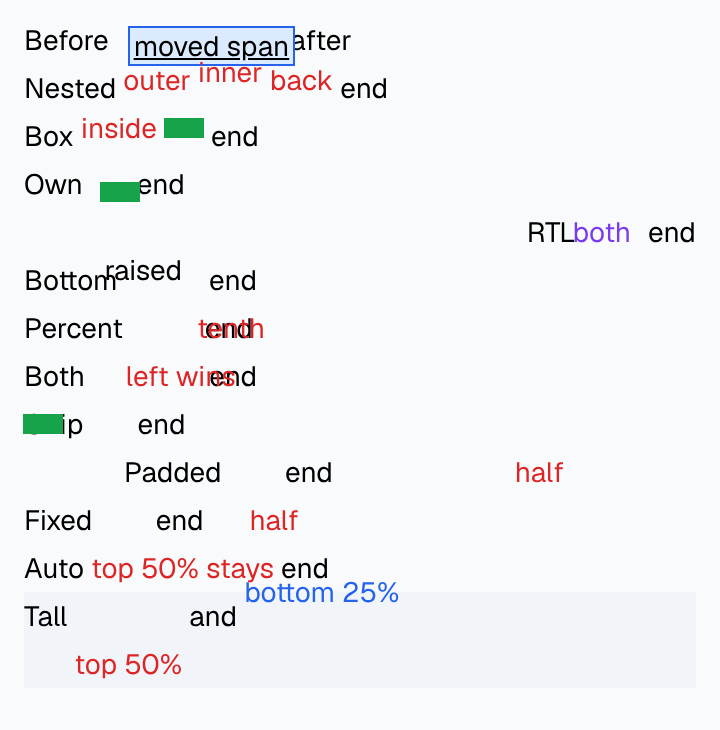 Before moved span after
Nested outer inner back end
Box inside end
Own end
RTL both end
Bottom raised end
Percent tenth end
Both left wins end
ip end
Padded end half
Fixed end half
Auto top 50% stays end
bottom 25%
Tall and
top 50%